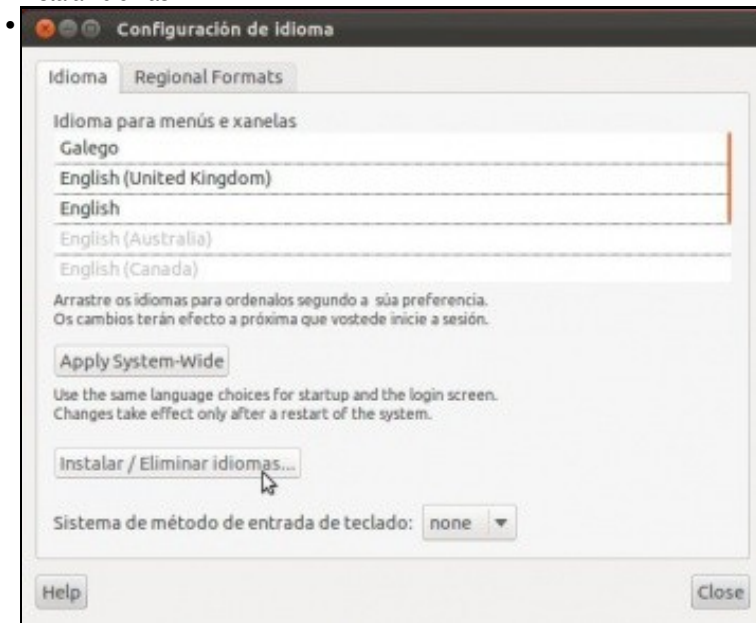 Configuración de idioma
Idioma Regional Formats
Idioma para menús e xanelas
Galego
English (United Kingdom)
English
English (Australia)
English (Canada)
Arrastre os idiomas para ordenalos segundo a súa preferencia.
Os cambios terán efecto a próxima que vostede inicie a sesión.
Apply System-Wide
Use the same language choices for startup and the login screen.
Changes take effect only after a restart of the system.
Instalar / Eliminar idiomas...
Sistema de método de entrada de teclado: none
Help Close